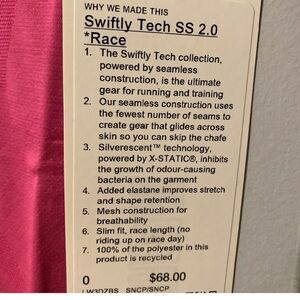 WHY WE MADE THIS
Swiftly Tech SS 2.0
*Race
1. The Swiftly Tech collection,
powered by seamless
construction, is the ultimate
gear for running and training
2. Our seamless construction uses
the fewest number of seams to
create gear that glides across
skin so you can skip the chafe
3. Silverescent™ technology,
powered by X-STATIC®, inhibits
the growth of odour-causing
bacteria on the garment
4. Added elastane improves stretch
and shape retention
5. Mesh construction for
breathability
6. Slim fit, race length (no
riding up on race day)
7. 100% of the polyester in this
product is recycled
0 $68.00
LW3DZBS SNCP/SNCP